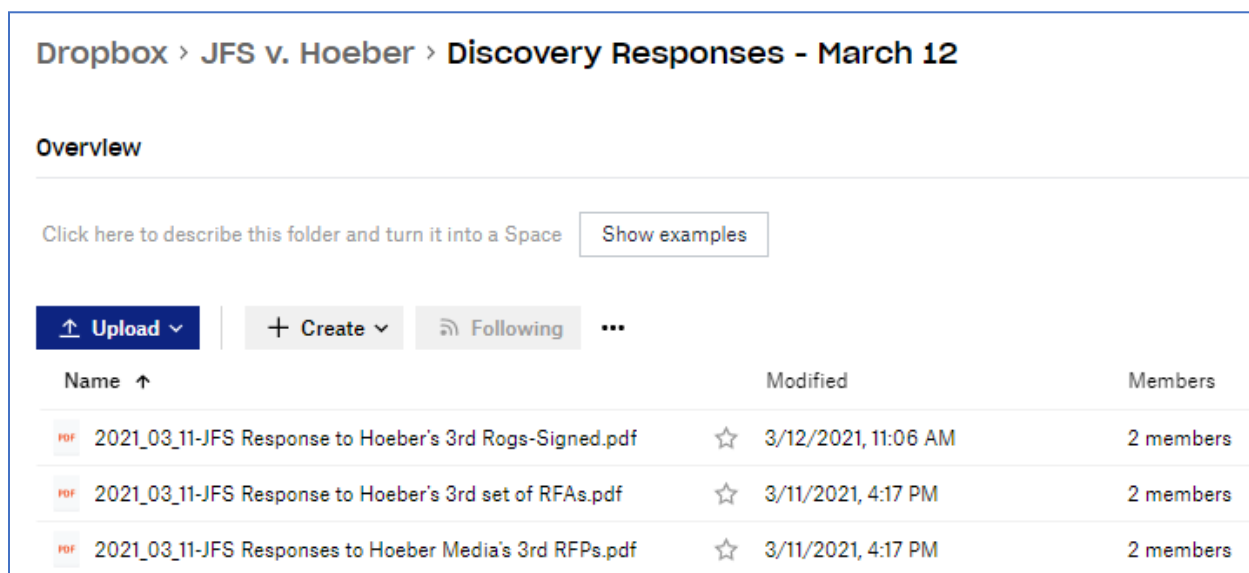 Dropbox > JFS v. Hoeber > Discovery Responses - March 12
Overview
Click here to describe this folder and turn it into a Space Show examples
Upload + Create Following ...
Name ↑ Modified Members
PDF 2021_03_11-JFS Response to Hoeber's 3rd Rogs-Signed.pdf 3/12/2021, 11:06 AM 2 members
PDF 2021_03_11-JFS Response to Hoeber's 3rd set of RFAs.pdf 3/11/2021, 4:17 PM 2 members
PDF 2021_03_11-JFS Responses to Hoeber Media's 3rd RFPs.pdf 3/11/2021, 4:17 PM 2 members